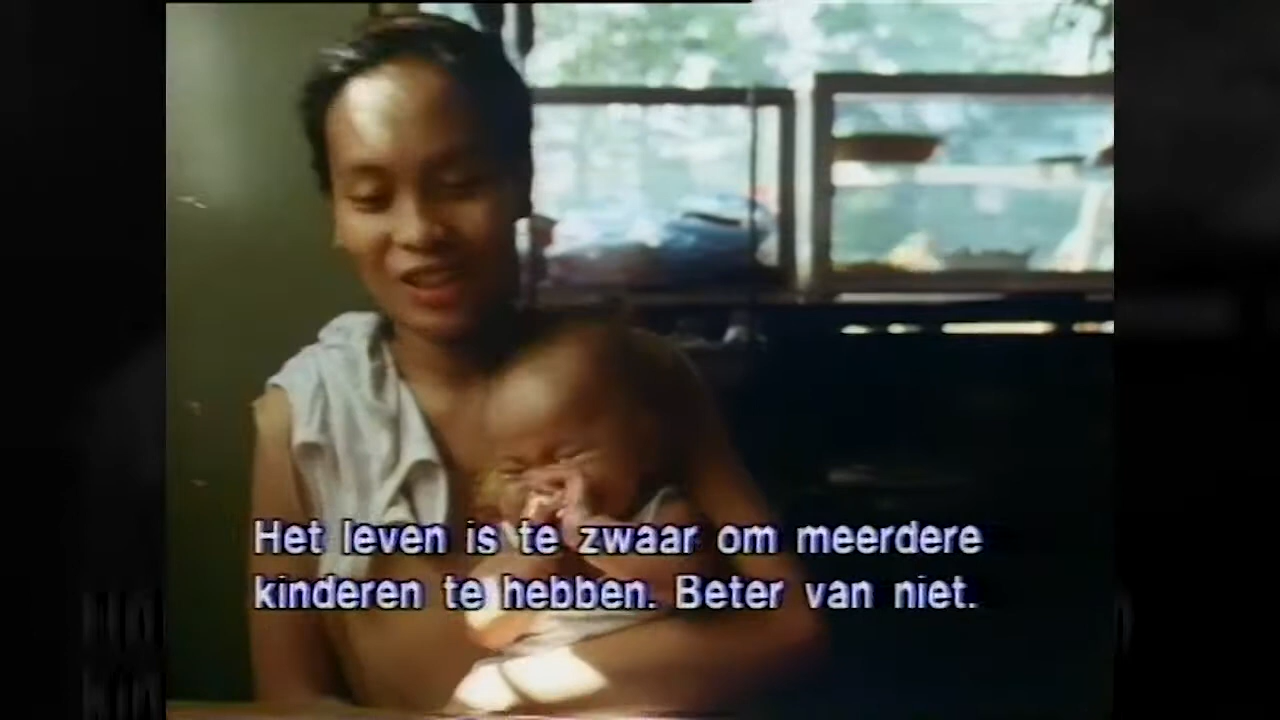 Het leven is te zwaar om meerdere
kinderen te hebben. Beter van niet.